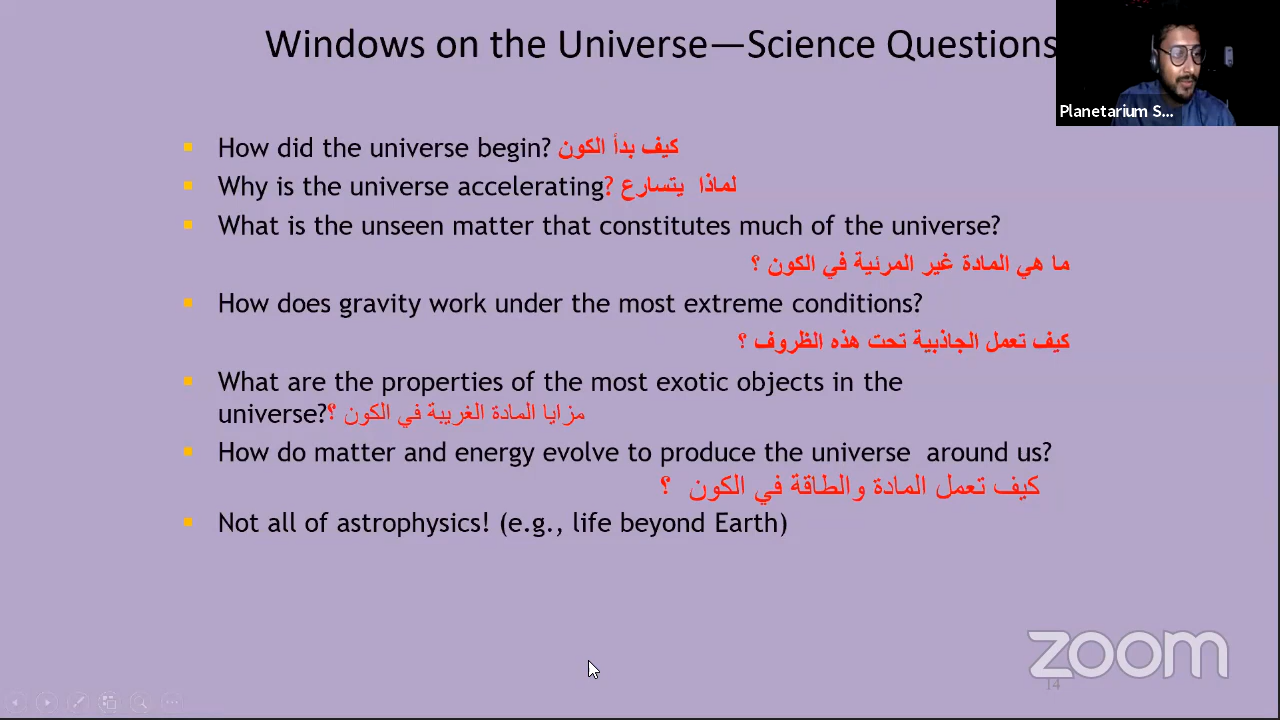 Windows on the Universe—Science Questions
Planetarium S...
How did the universe begin? كيف بدأ الكون
Why is the universe accelerating? لماذا يتسارع
What is the unseen matter that constitutes much of the universe?
ما هي المادة غير المرئية في الكون ؟
How does gravity work under the most extreme conditions?
كيف تعمل الجاذبية تحت هذه الظروف ؟
What are the properties of the most exotic objects in the
universe? مزايا المادة الغريبة في الكون ؟
How do matter and energy evolve to produce the universe around us?
كيف تعمل المادة والطاقة في الكون ؟
Not all of astrophysics! (e.g., life beyond Earth)
zoom
14